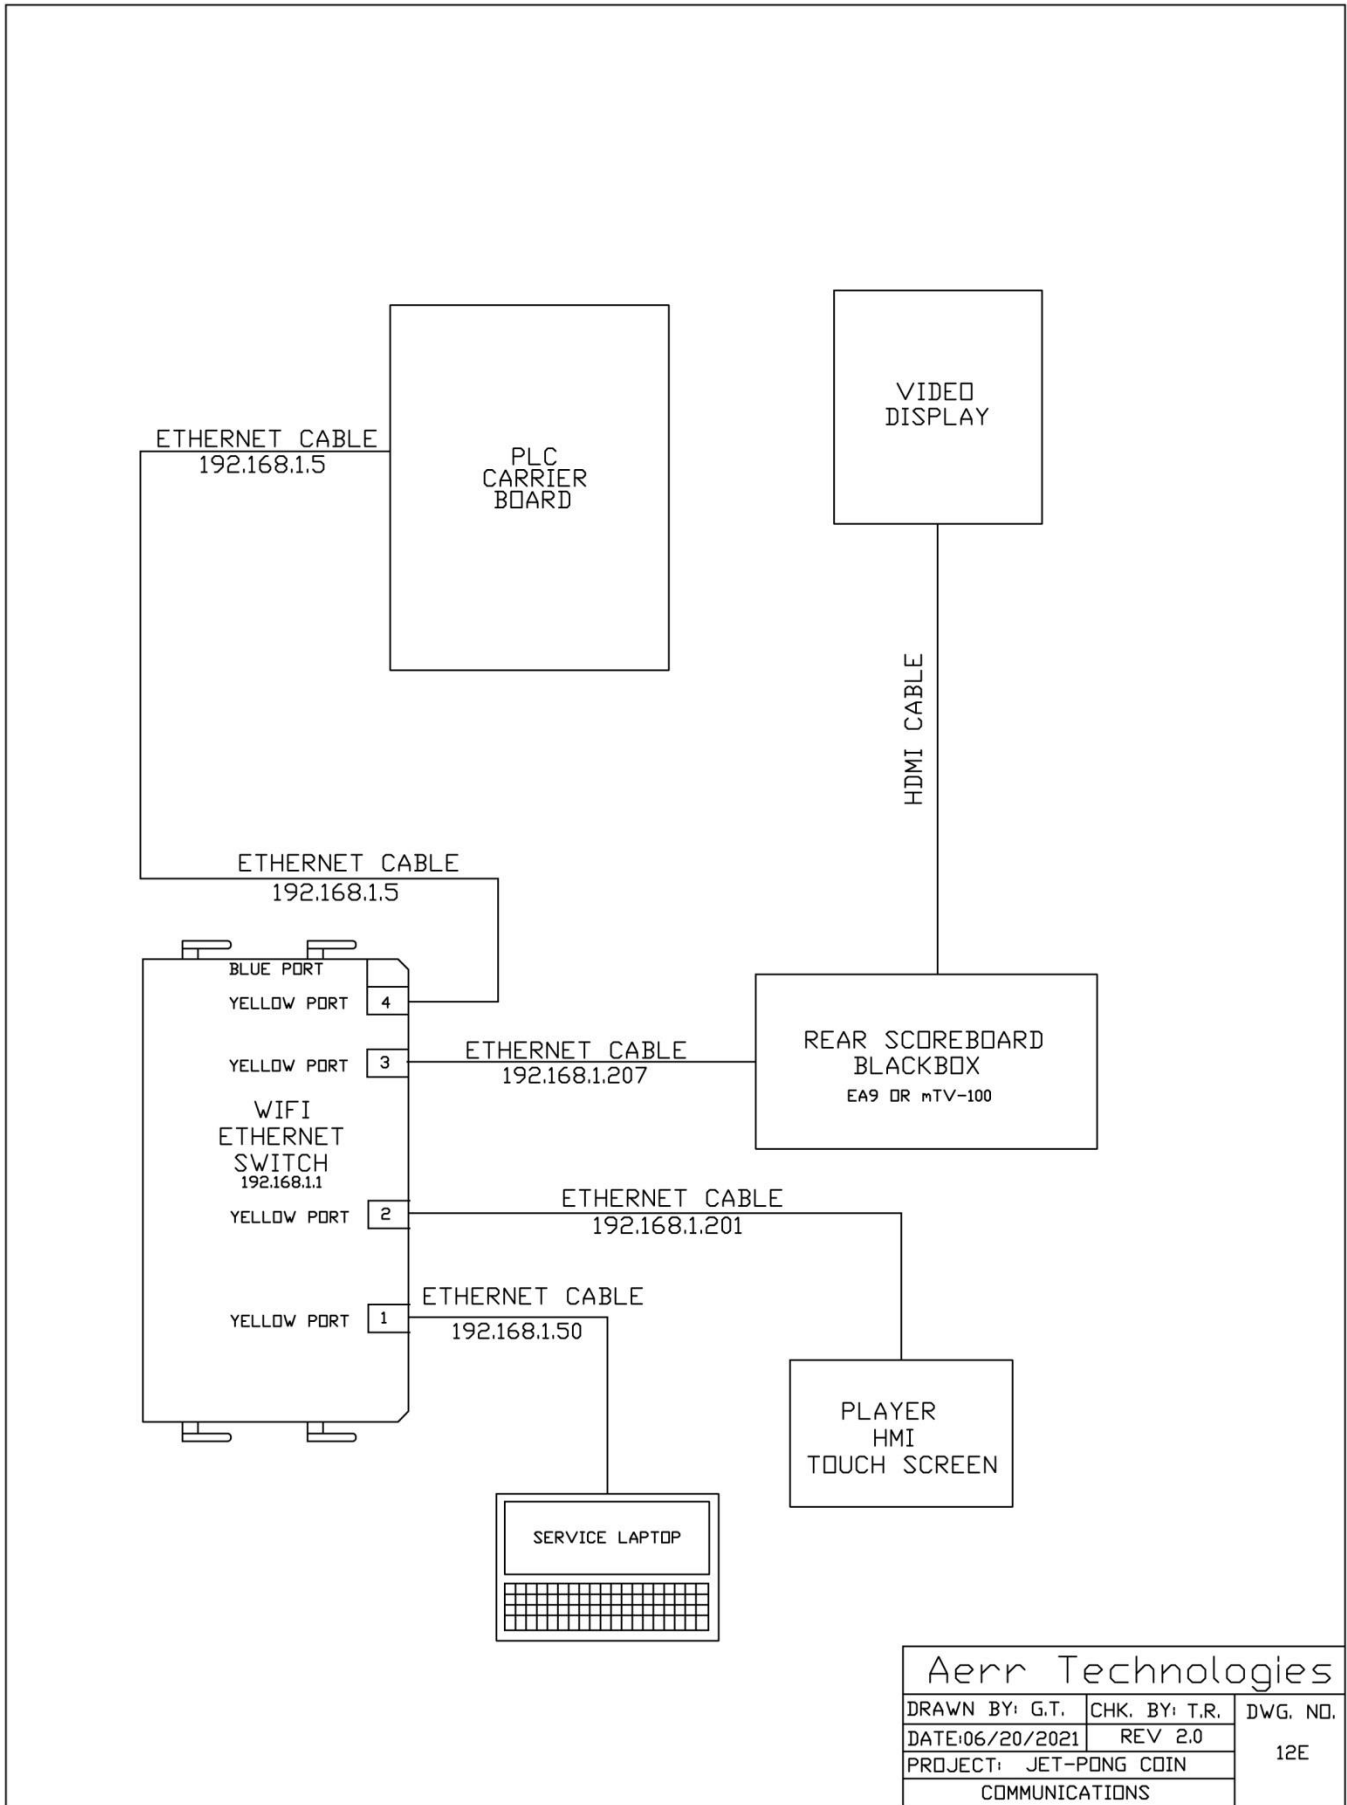 VIDEO
DISPLAY
ETHERNET CABLE
192.168.1.5
PLC
CARRIER
BOARD
HDMI CABLE
ETHERNET CABLE
192.168.1.5
BLUE PORT
YELLOW PORT 4
YELLOW PORT 3
ETHERNET CABLE
192.168.1.207
REAR SCOREBOARD
BLACKBOX
EA9 OR mTV-100
WIFI
ETHERNET
SWITCH
192.168.1.1
YELLOW PORT 2
ETHERNET CABLE
192.168.1.201
YELLOW PORT 1
ETHERNET CABLE
192.168.1.50
PLAYER
HMI
TOUCH SCREEN
SERVICE LAPTOP
Aerr Technologies
DRAWN BY: G.T. CHK. BY: T.R. DWG. NO.
DATE:06/20/2021 REV 2.0
12E
PROJECT: JET-PONG COIN
COMMUNICATIONS